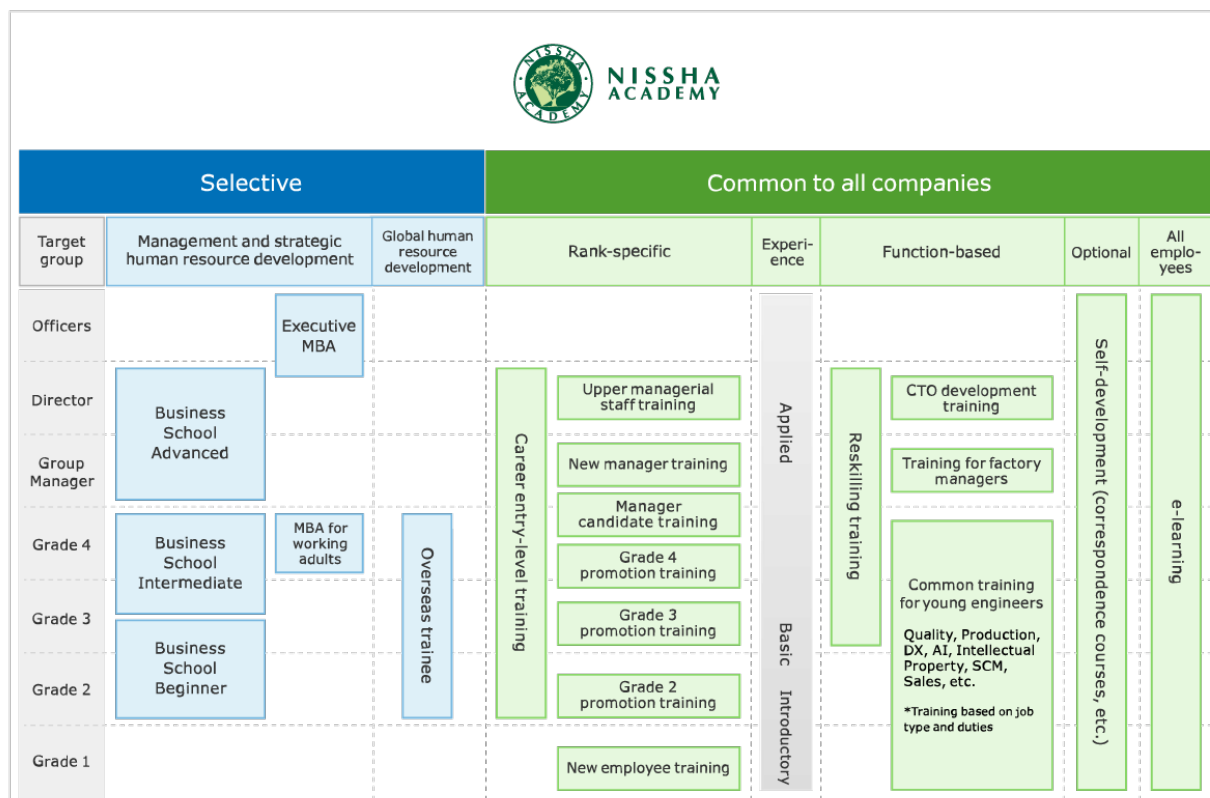 NISSHA ACADEMY
NISSHA
ACADEMY
Selective
Common to all companies
Target
group
Management and strategic
human resource development
Global human
resource
development
Rank-specific
Experi-
ence
Function-based
Optional
All
emplo-
yees
Officers
Director
Group
Manager
Grade 4
Grade 3
Grade 2
Grade 1
Executive
MBA
Business
School
Advanced
Business
School
Intermediate
MBA for
working
adults
Business
School
Beginner
Overseas trainee
Career entry-level training
Upper managerial
staff training
New manager training
Manager
candidate training
Grade 4
promotion training
Grade 3
promotion training
Grade 2
promotion training
New employee training
Applied
Basic
Introductory
Reskilling training
CTO development
training
Training for factory
managers
Common training
for young engineers
Quality, Production,
DX, AI, Intellectual
Property, SCM,
Sales, etc.
*Training based on job
type and duties
Self-development (correspondence courses, etc.)
e-learning